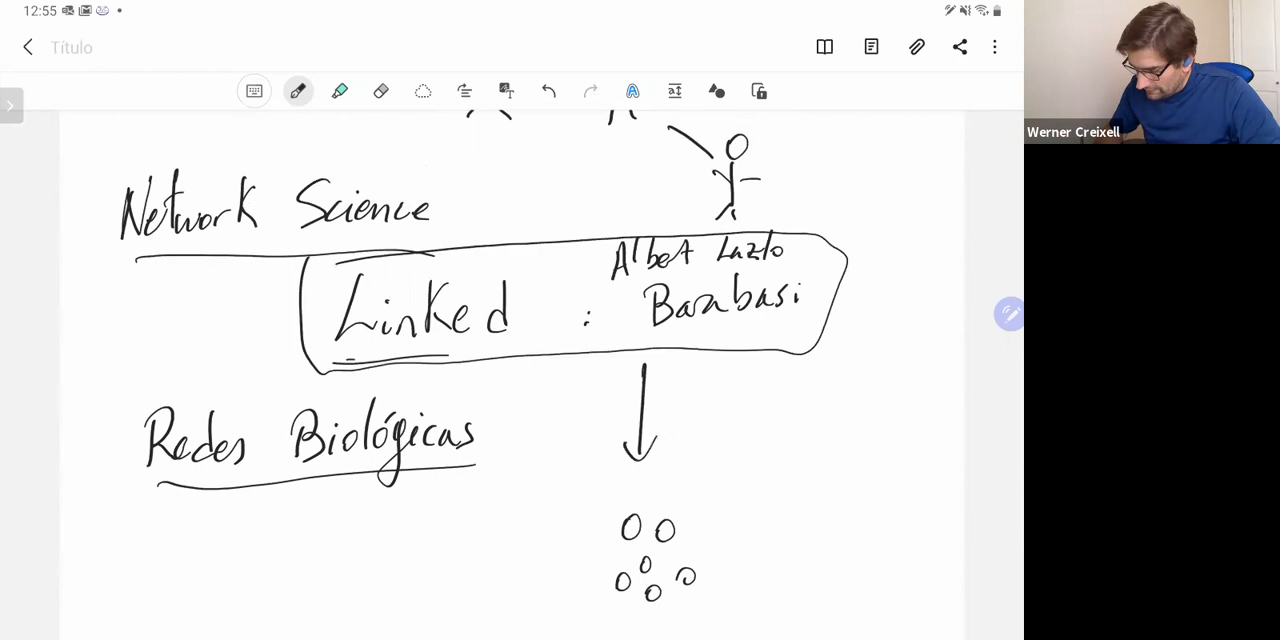 12:55
Título
Werner Creixell
Network Science
Albet Lazlo
Linked : Barabasi
Redes Biológicas